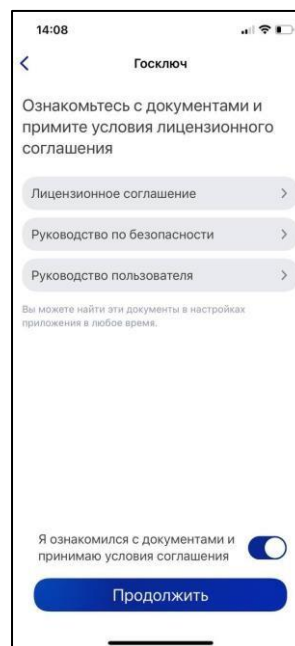 14:08
Госключ
Ознакомьтесь с документами и
примите условия лицензионного
соглашения
Лицензионное соглашение
Руководство по безопасности
Руководство пользователя
Вы можете найти эти документы в настройках
приложения в любое время.
Я ознакомился с документами и
принимаю условия соглашения
Продолжить